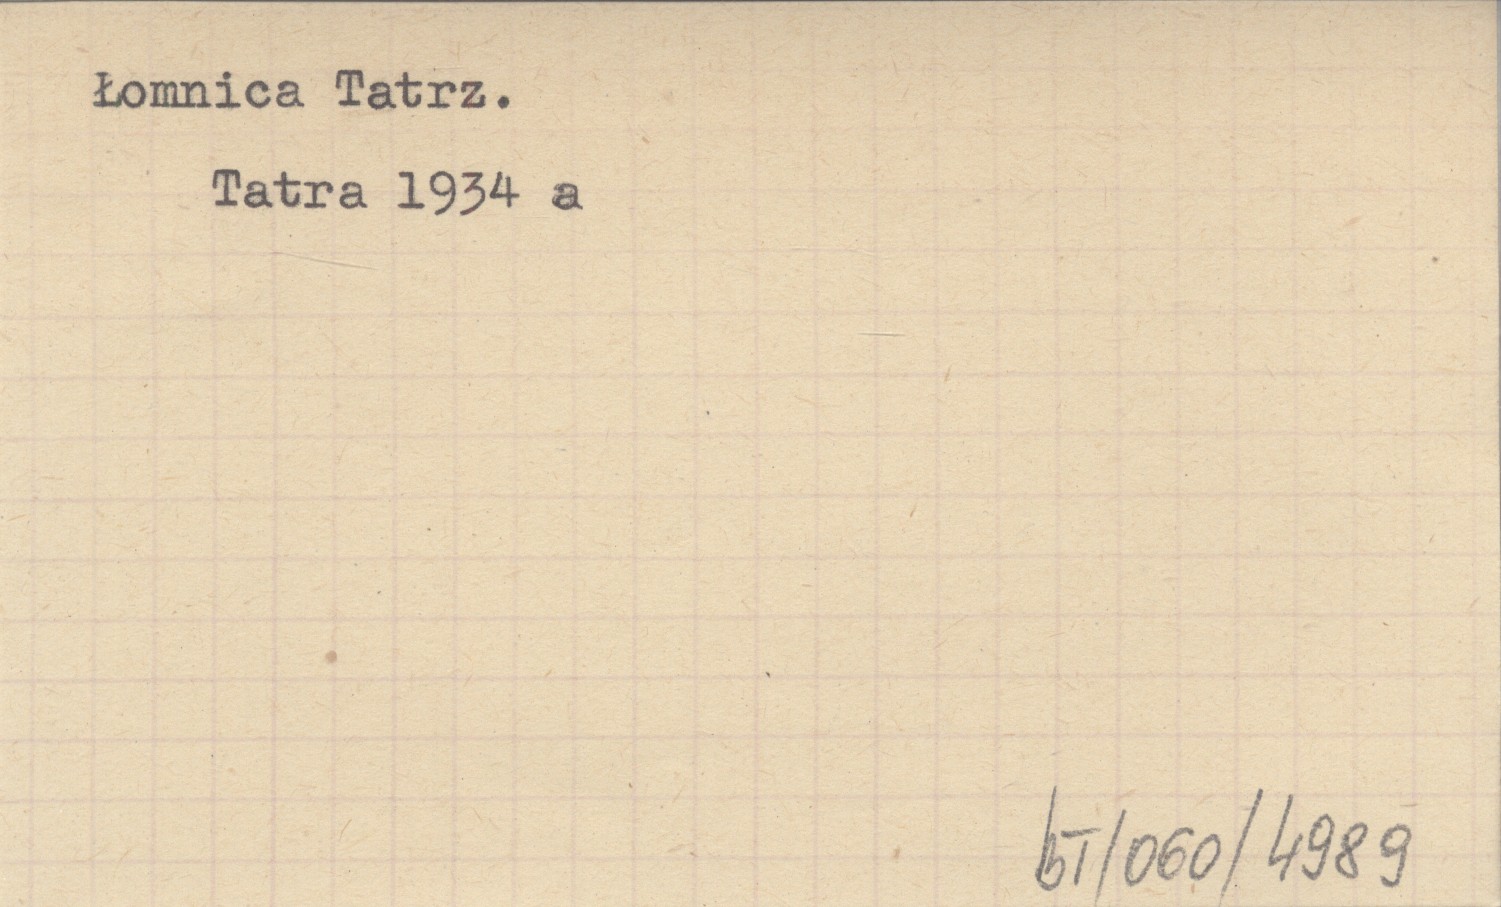 Łomnica Tatrz.
Tatra 1934 a
bT/060/4989